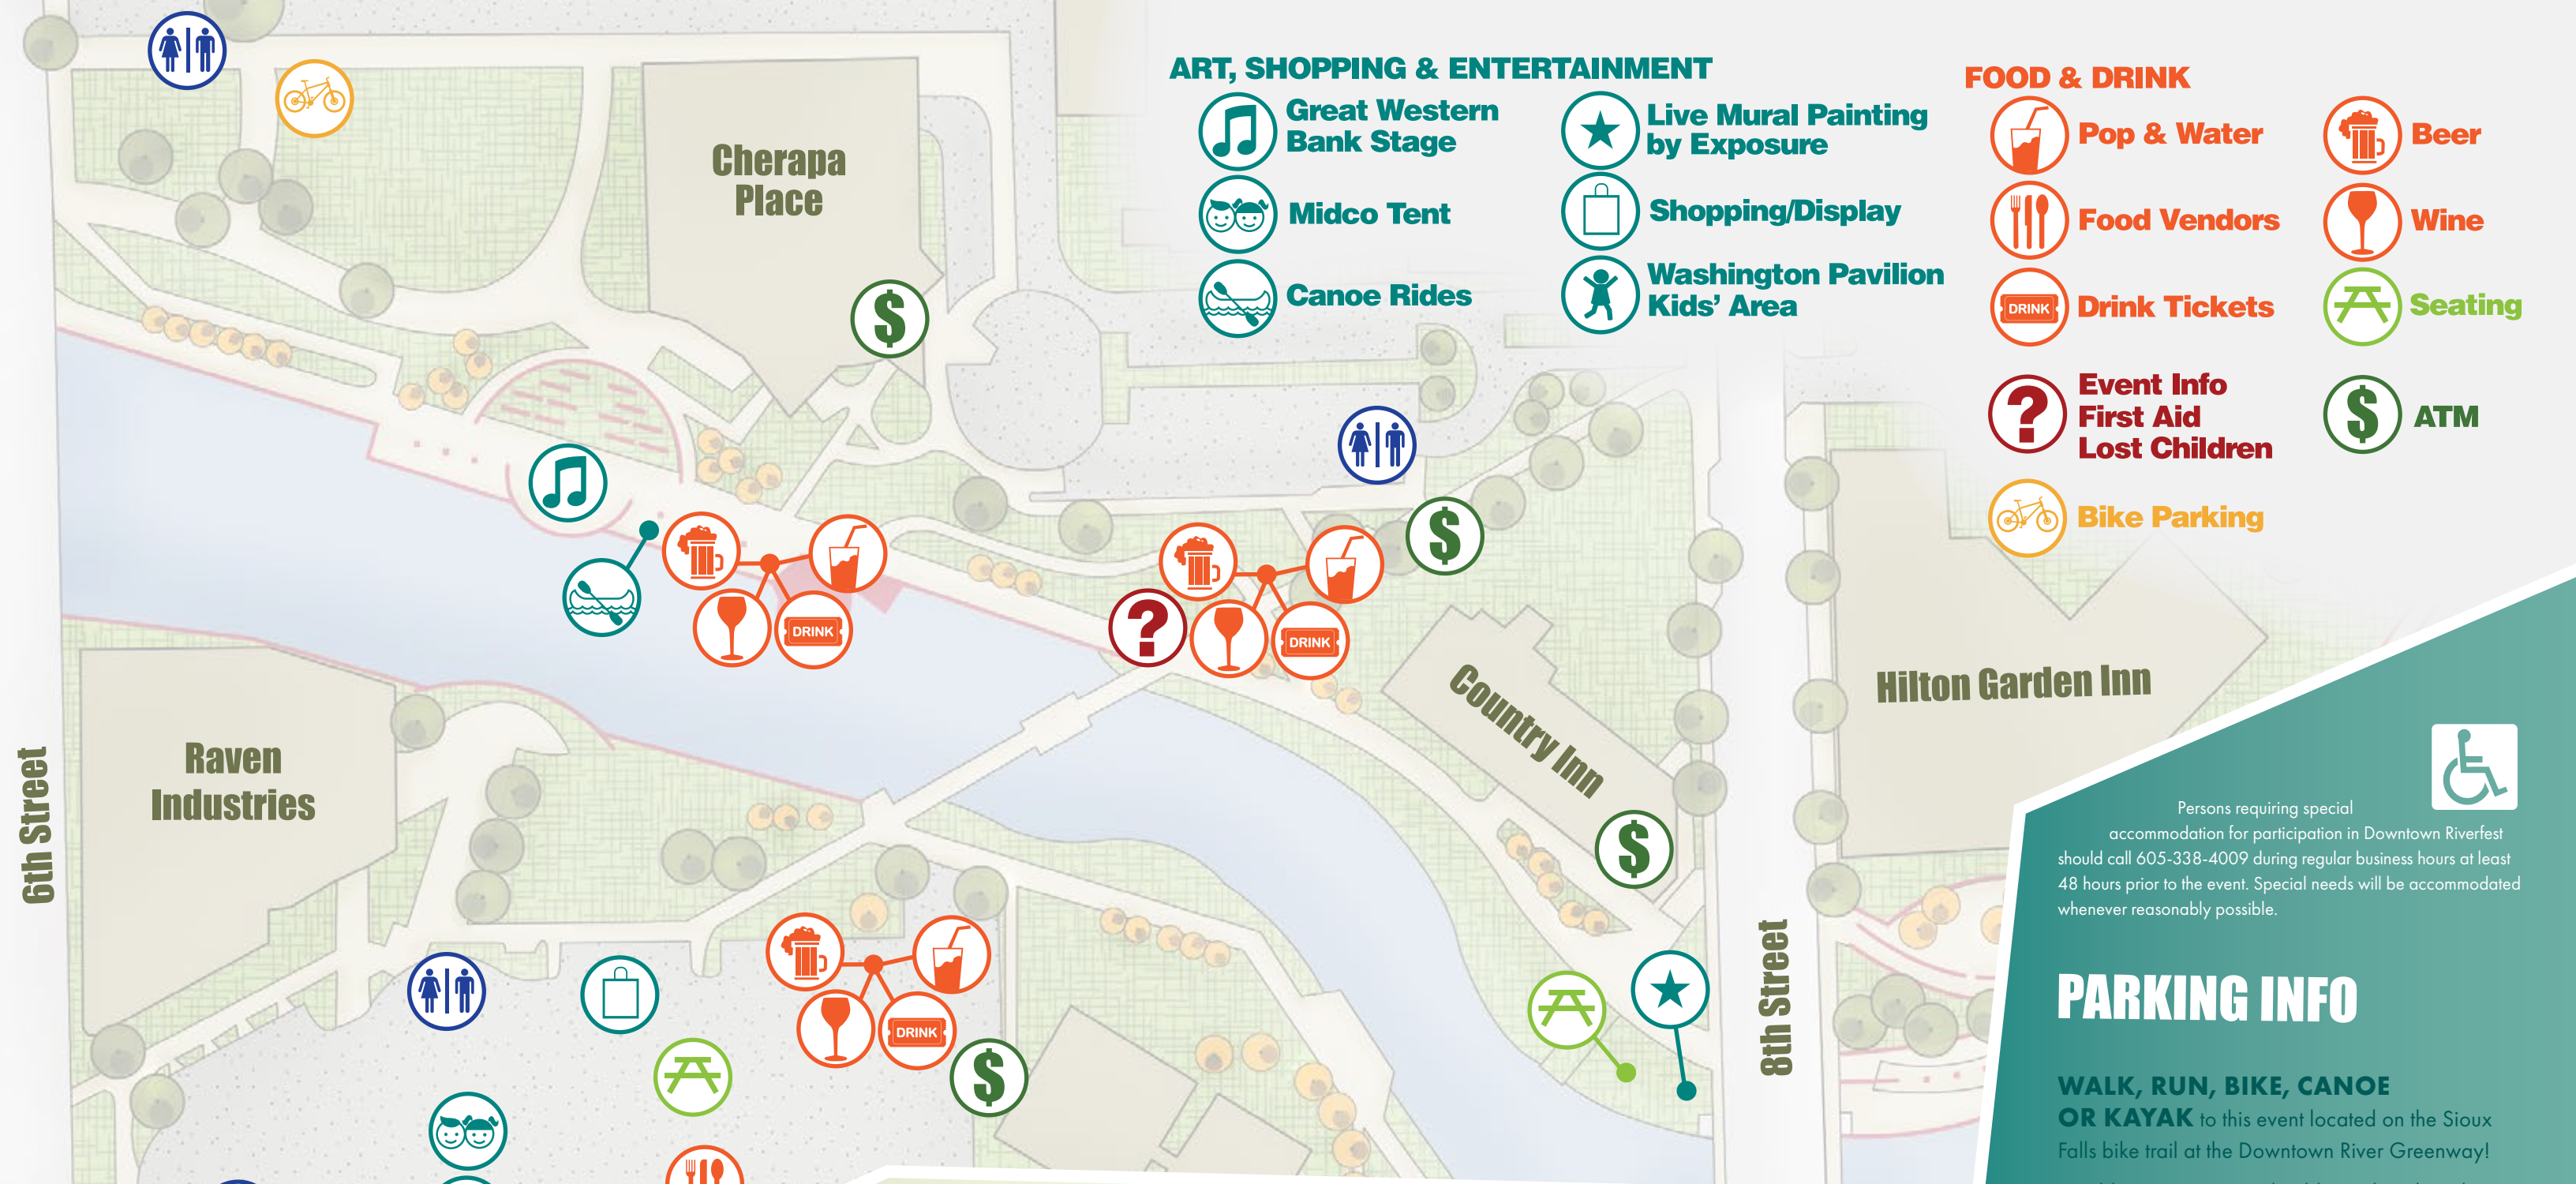 ART, SHOPPING & ENTERTAINMENT
Great Western
Bank Stage
Midco Tent
Canoe Rides
Live Mural Painting
by Exposure
Shopping/Display
Washington Pavilion
Kids' Area
FOOD & DRINK
Pop & Water
Food Vendors
DRINK
Drink Tickets
Beer
Wine
Seating
Event Info
First Aid
Lost Children
ATM
$
?
Bike Parking
Cherapa
Place
$
DRINK
?
DRINK
$
Country Inn
$
Hilton Garden Inn
Raven
Industries
6th Street
8th Street
DRINK
$
Persons requiring special
accommodation for participation in Downtown Riverfest
should call 605-338-4009 during regular business hours at least
48 hours prior to the event. Special needs will be accommodated
whenever reasonably possible.
PARKING INFO
WALK, RUN, BIKE, CANOE
OR KAYAK to this event located on the Sioux
Falls bike trail at the Downtown River Greenway!